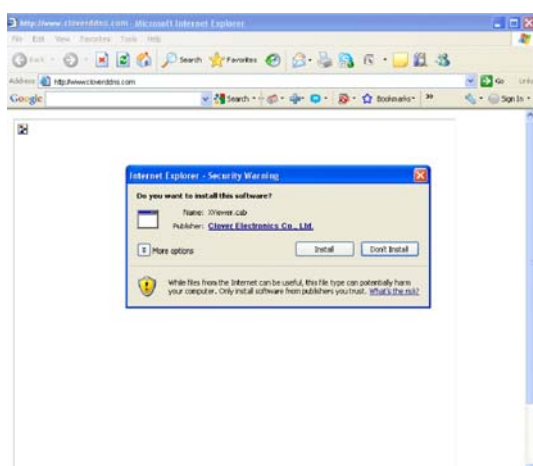 http://www.cloverddns.com - Microsoft Internet Explorer
File Edit View Favorites Tools Help
Back Search Favorites
Address http://www.cloverddns.com Go Links
Google Search Bookmarks Sign In
Internet Explorer - Security Warning
Do you want to install this software?
Name: XViewer.cab
Publisher: Clover Electronics Co., Ltd.
More options Install Don't Install
While files from the Internet can be useful, this file type can potentially harm
your computer. Only install software from publishers you trust. What's the risk?